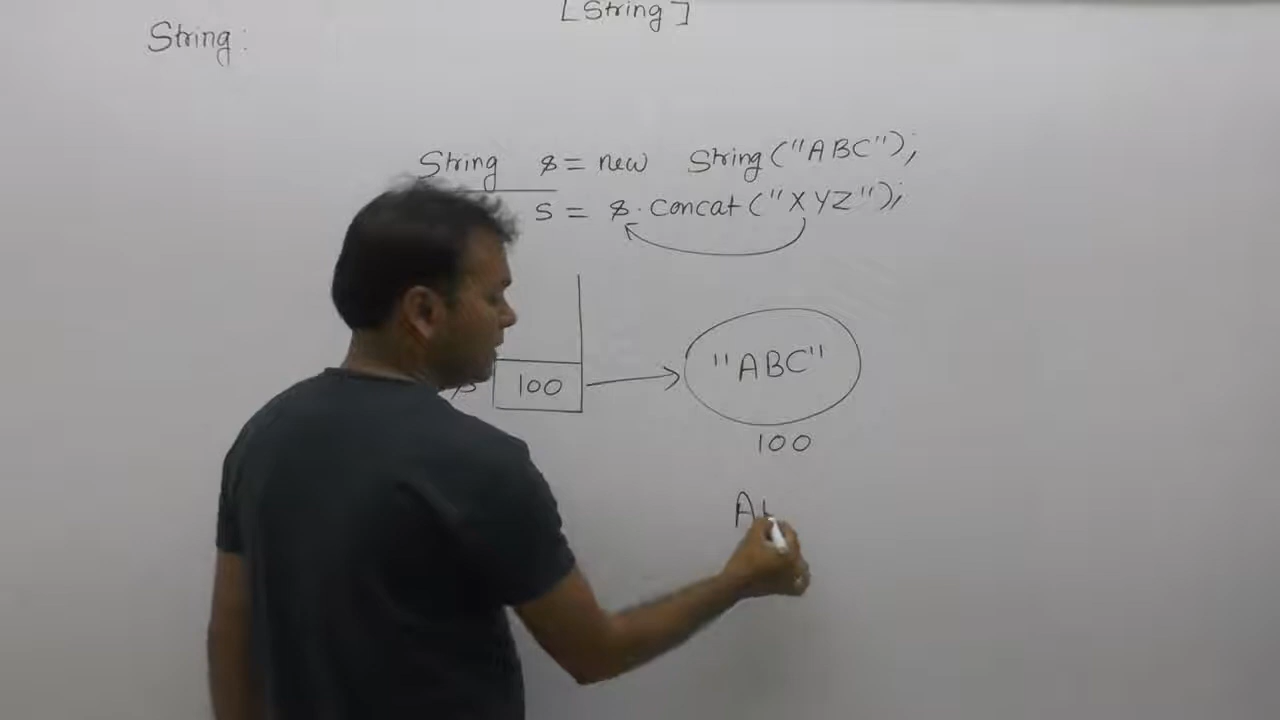 [String]
String:
String s = new String("ABC");
s = s.concat("XYZ");
100
"ABC"
100
A